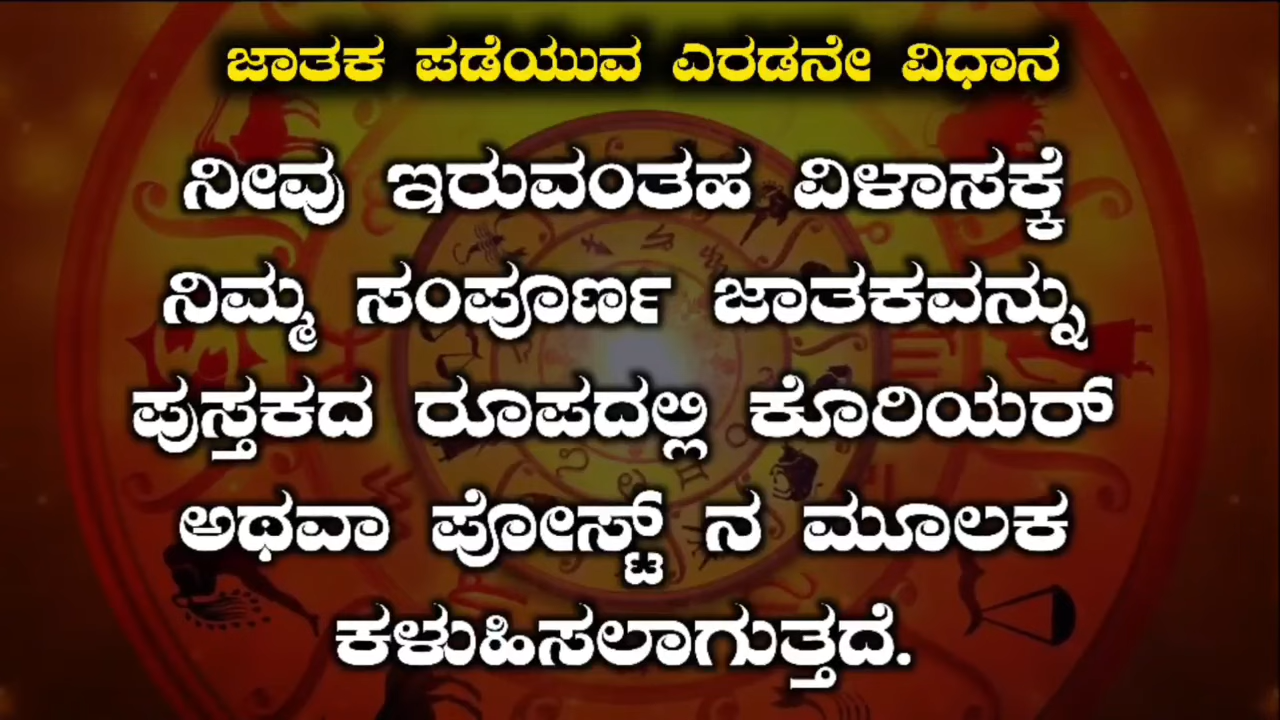 ಜಾತಕ ಪಡೆಯುವ ಎರಡನೇ ವಿಧಾನ
ನೀವು ಇರುವಂತಹ ವಿಳಾಸಕ್ಕೆ
ನಿಮ್ಮ ಸಂಪೂರ್ಣ ಜಾತಕವನ್ನು
ಪುಸ್ತಕದ ರೂಪದಲ್ಲಿ ಕೊರಿಯರ್
ಅಥವಾ ಪೋಸ್ಟ್ ನ ಮೂಲಕ
ಕಳುಹಿಸಲಾಗುತ್ತದೆ.